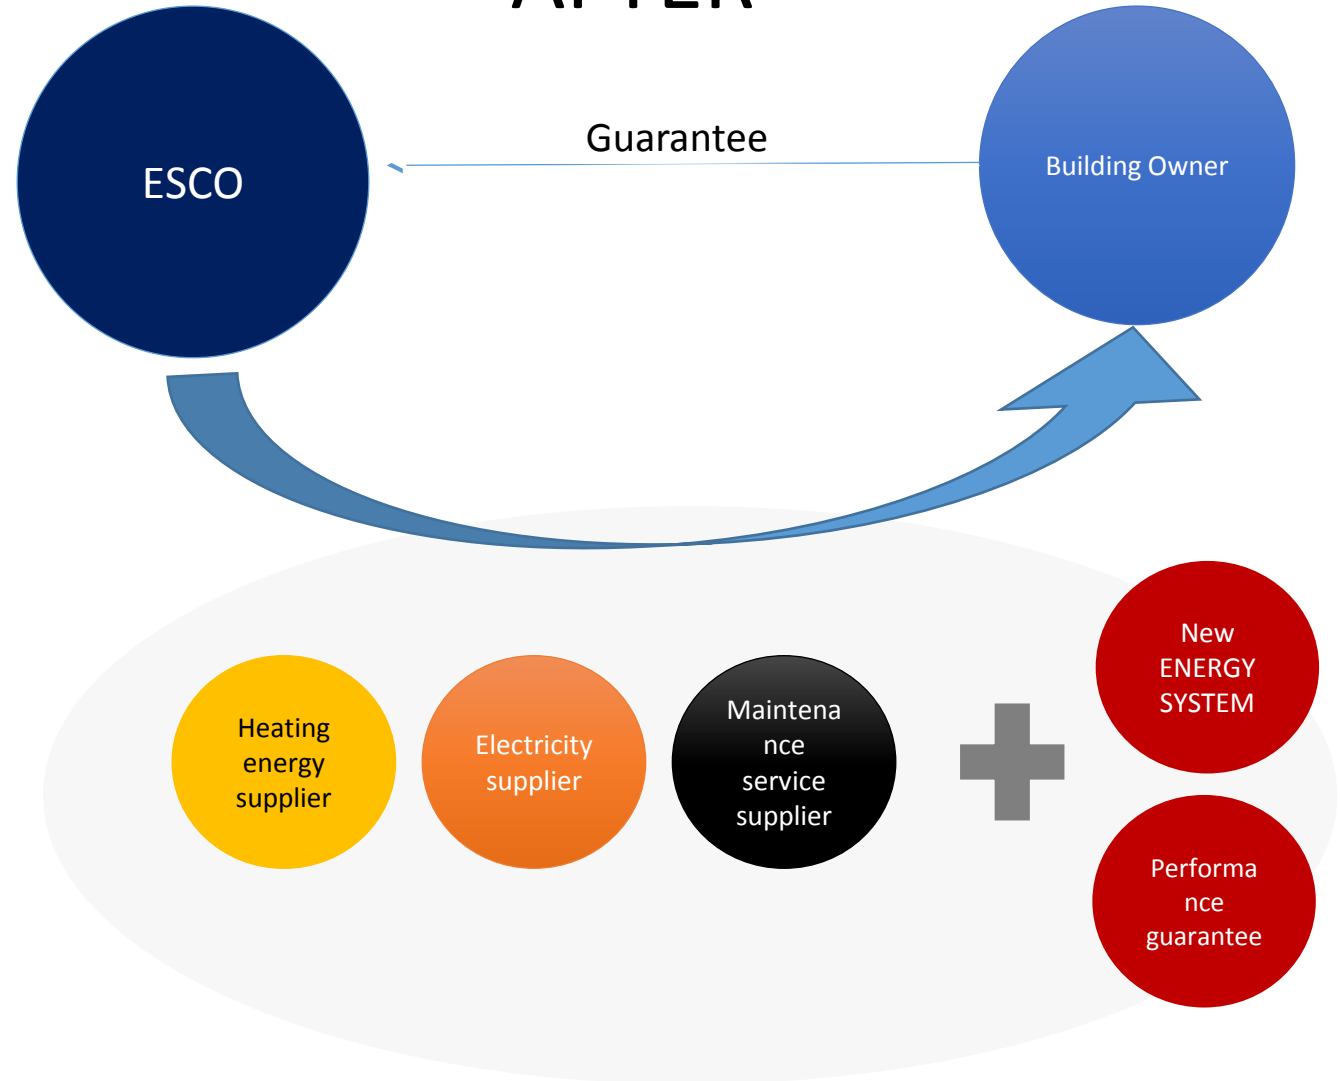 AFTER
ESCO
Guarantee
Building Owner
Heating
energy
supplier
Electricity
supplier
Maintena
nce
service
supplier
New
ENERGY
SYSTEM
Performa
nce
guarantee